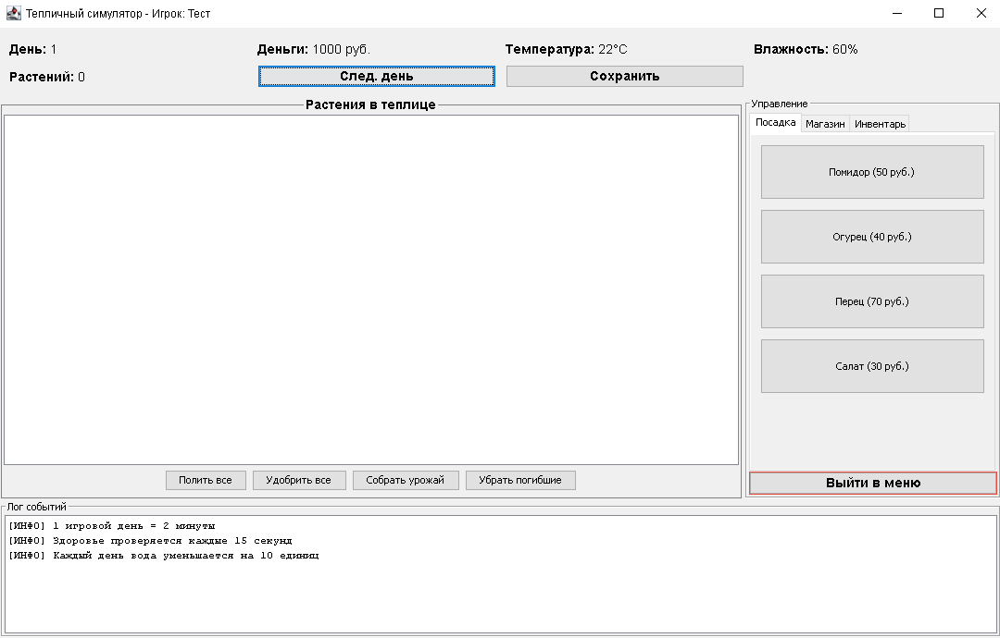 Тепличный симулятор - Игрок: Тест
День: 1 Деньги: 1000 руб. Температура: 22°C Влажность: 60%
Растений: 0 След. день Сохранить
Растения в теплице
Управление
Посадка Магазин Инвентарь
Помидор (50 руб.)
Огурец (40 руб.)
Перец (70 руб.)
Салат (30 руб.)
Полить все Удобрить все Собрать урожай Убрать погибшие
Выйти в меню
Лог событий
[ИНФО] 1 игровой день = 2 минуты
[ИНФО] Здоровье проверяется каждые 15 секунд
[ИНФО] Каждый день вода уменьшается на 10 единиц